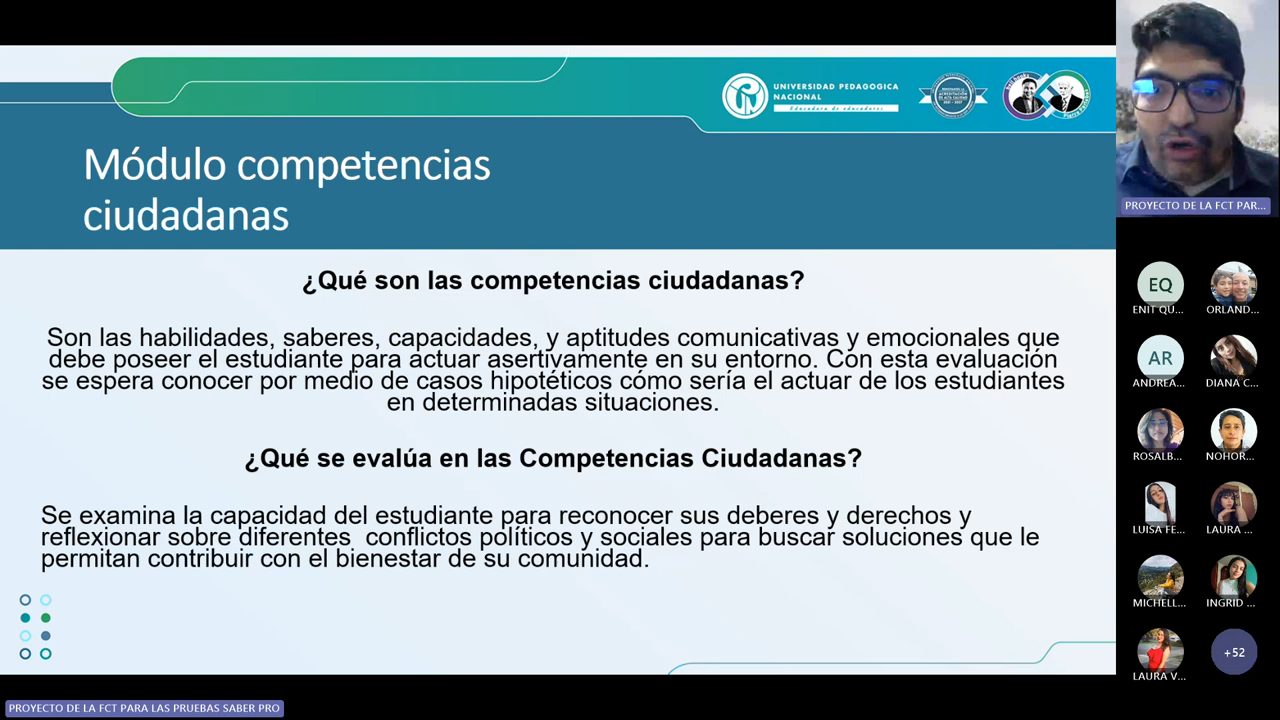 UNIVERSIDAD PEDAGOGICA
NACIONAL
Educadora de educadores
Módulo competencias
ciudadanas
¿Qué son las competencias ciudadanas?
Son las habilidades, saberes, capacidades, y aptitudes comunicativas y emocionales que
debe poseer el estudiante para actuar asertivamente en su entorno. Con esta evaluación
se espera conocer por medio de casos hipotéticos cómo sería el actuar de los estudiantes
en determinadas situaciones.
¿Qué se evalúa en las Competencias Ciudadanas?
Se examina la capacidad del estudiante para reconocer sus deberes y derechos y
reflexionar sobre diferentes  conflictos políticos y sociales para buscar soluciones que le
permitan contribuir con el bienestar de su comunidad.
PROYECTO DE LA FCT PARA LAS PRUEBAS SABER PRO
PROYECTO DE LA FCT PAR...
EQ
ENIT QU...
ORLAND...
AR
ANDREA...
DIANA C...
ROSALB...
NOHOR...
LUISA FE...
LAURA ...
MICHELL...
INGRID ...
LAURA V...
+52